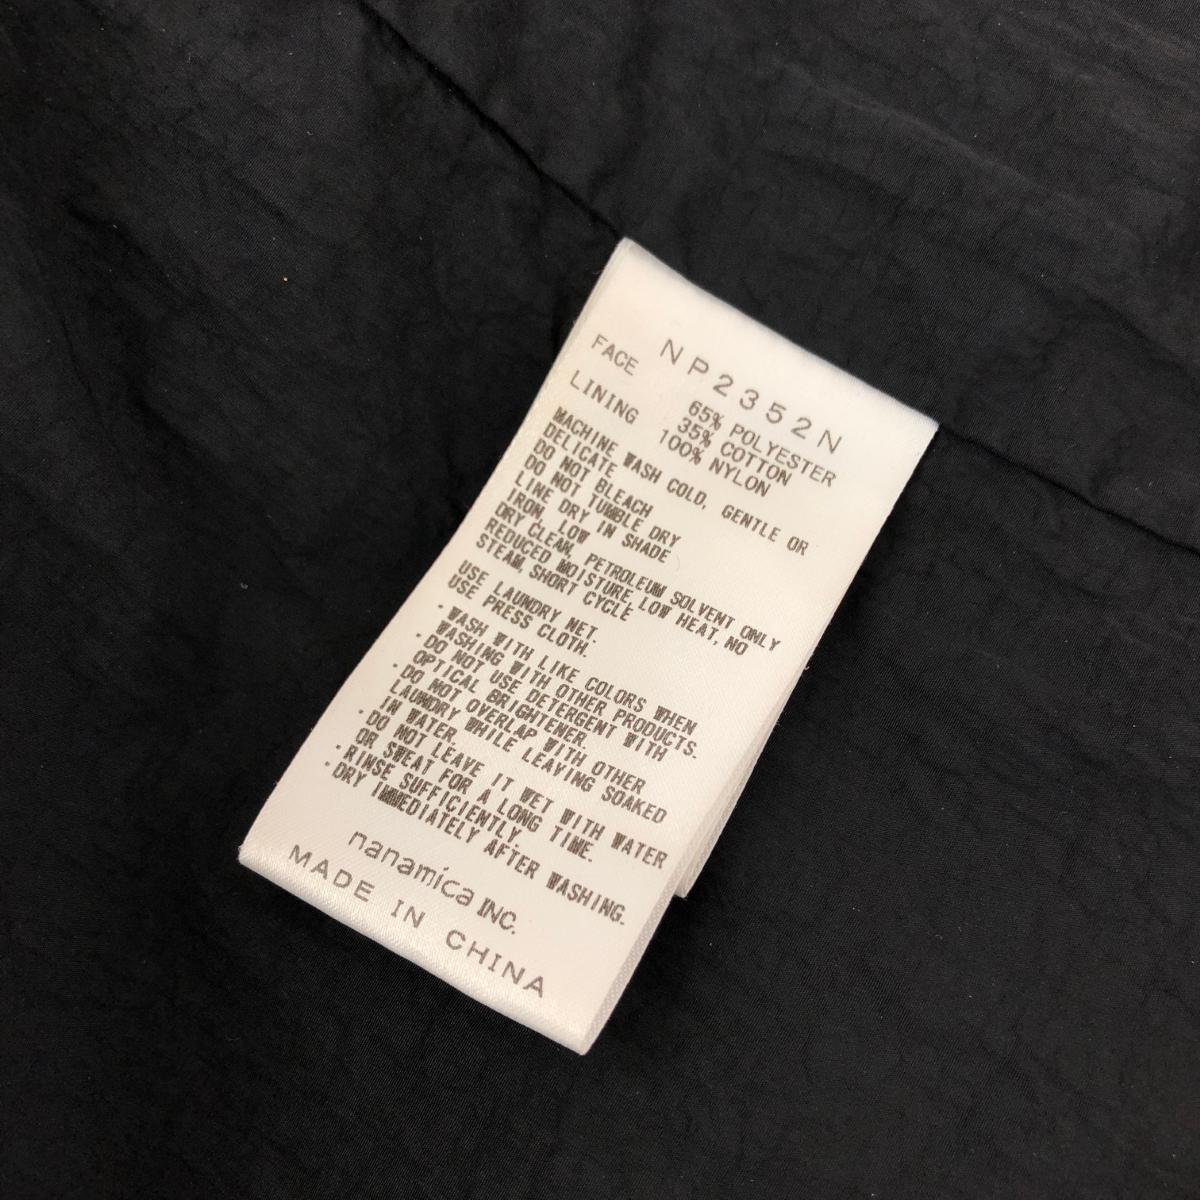 NP2352N
FACE 65% POLYESTER
35% COTTON
LINING 100% NYLON
MACHINE WASH COLD, GENTLE OR
DELICATE
DO NOT BLEACH
DO NOT TUMBLE DRY
LINE DRY IN SHADE
IRON, LOW
DRY CLEAN, PETROLEUM SOLVENT ONLY
REDUCED MOISTURE, LOW HEAT, NO
STEAM, SHORT CYCLE
USE LAUNDRY NET.
USE PRESS CLOTH.
・WASH WITH LIKE COLORS WHEN
WASHING WITH OTHER PRODUCTS.
・DO NOT USE DETERGENT WITH
OPTICAL BRIGHTENER.
・DO NOT OVERLAP WITH OTHER
LAUNDRY WHILE LEAVING SOAKED
IN WATER.
・DO NOT LEAVE IT WET WITH WATER
OR SWEAT FOR A LONG TIME.
・RINSE SUFFICIENTLY.
・DRY IMMEDIATELY AFTER WASHING.
nanamica INC.
MADE IN CHINA